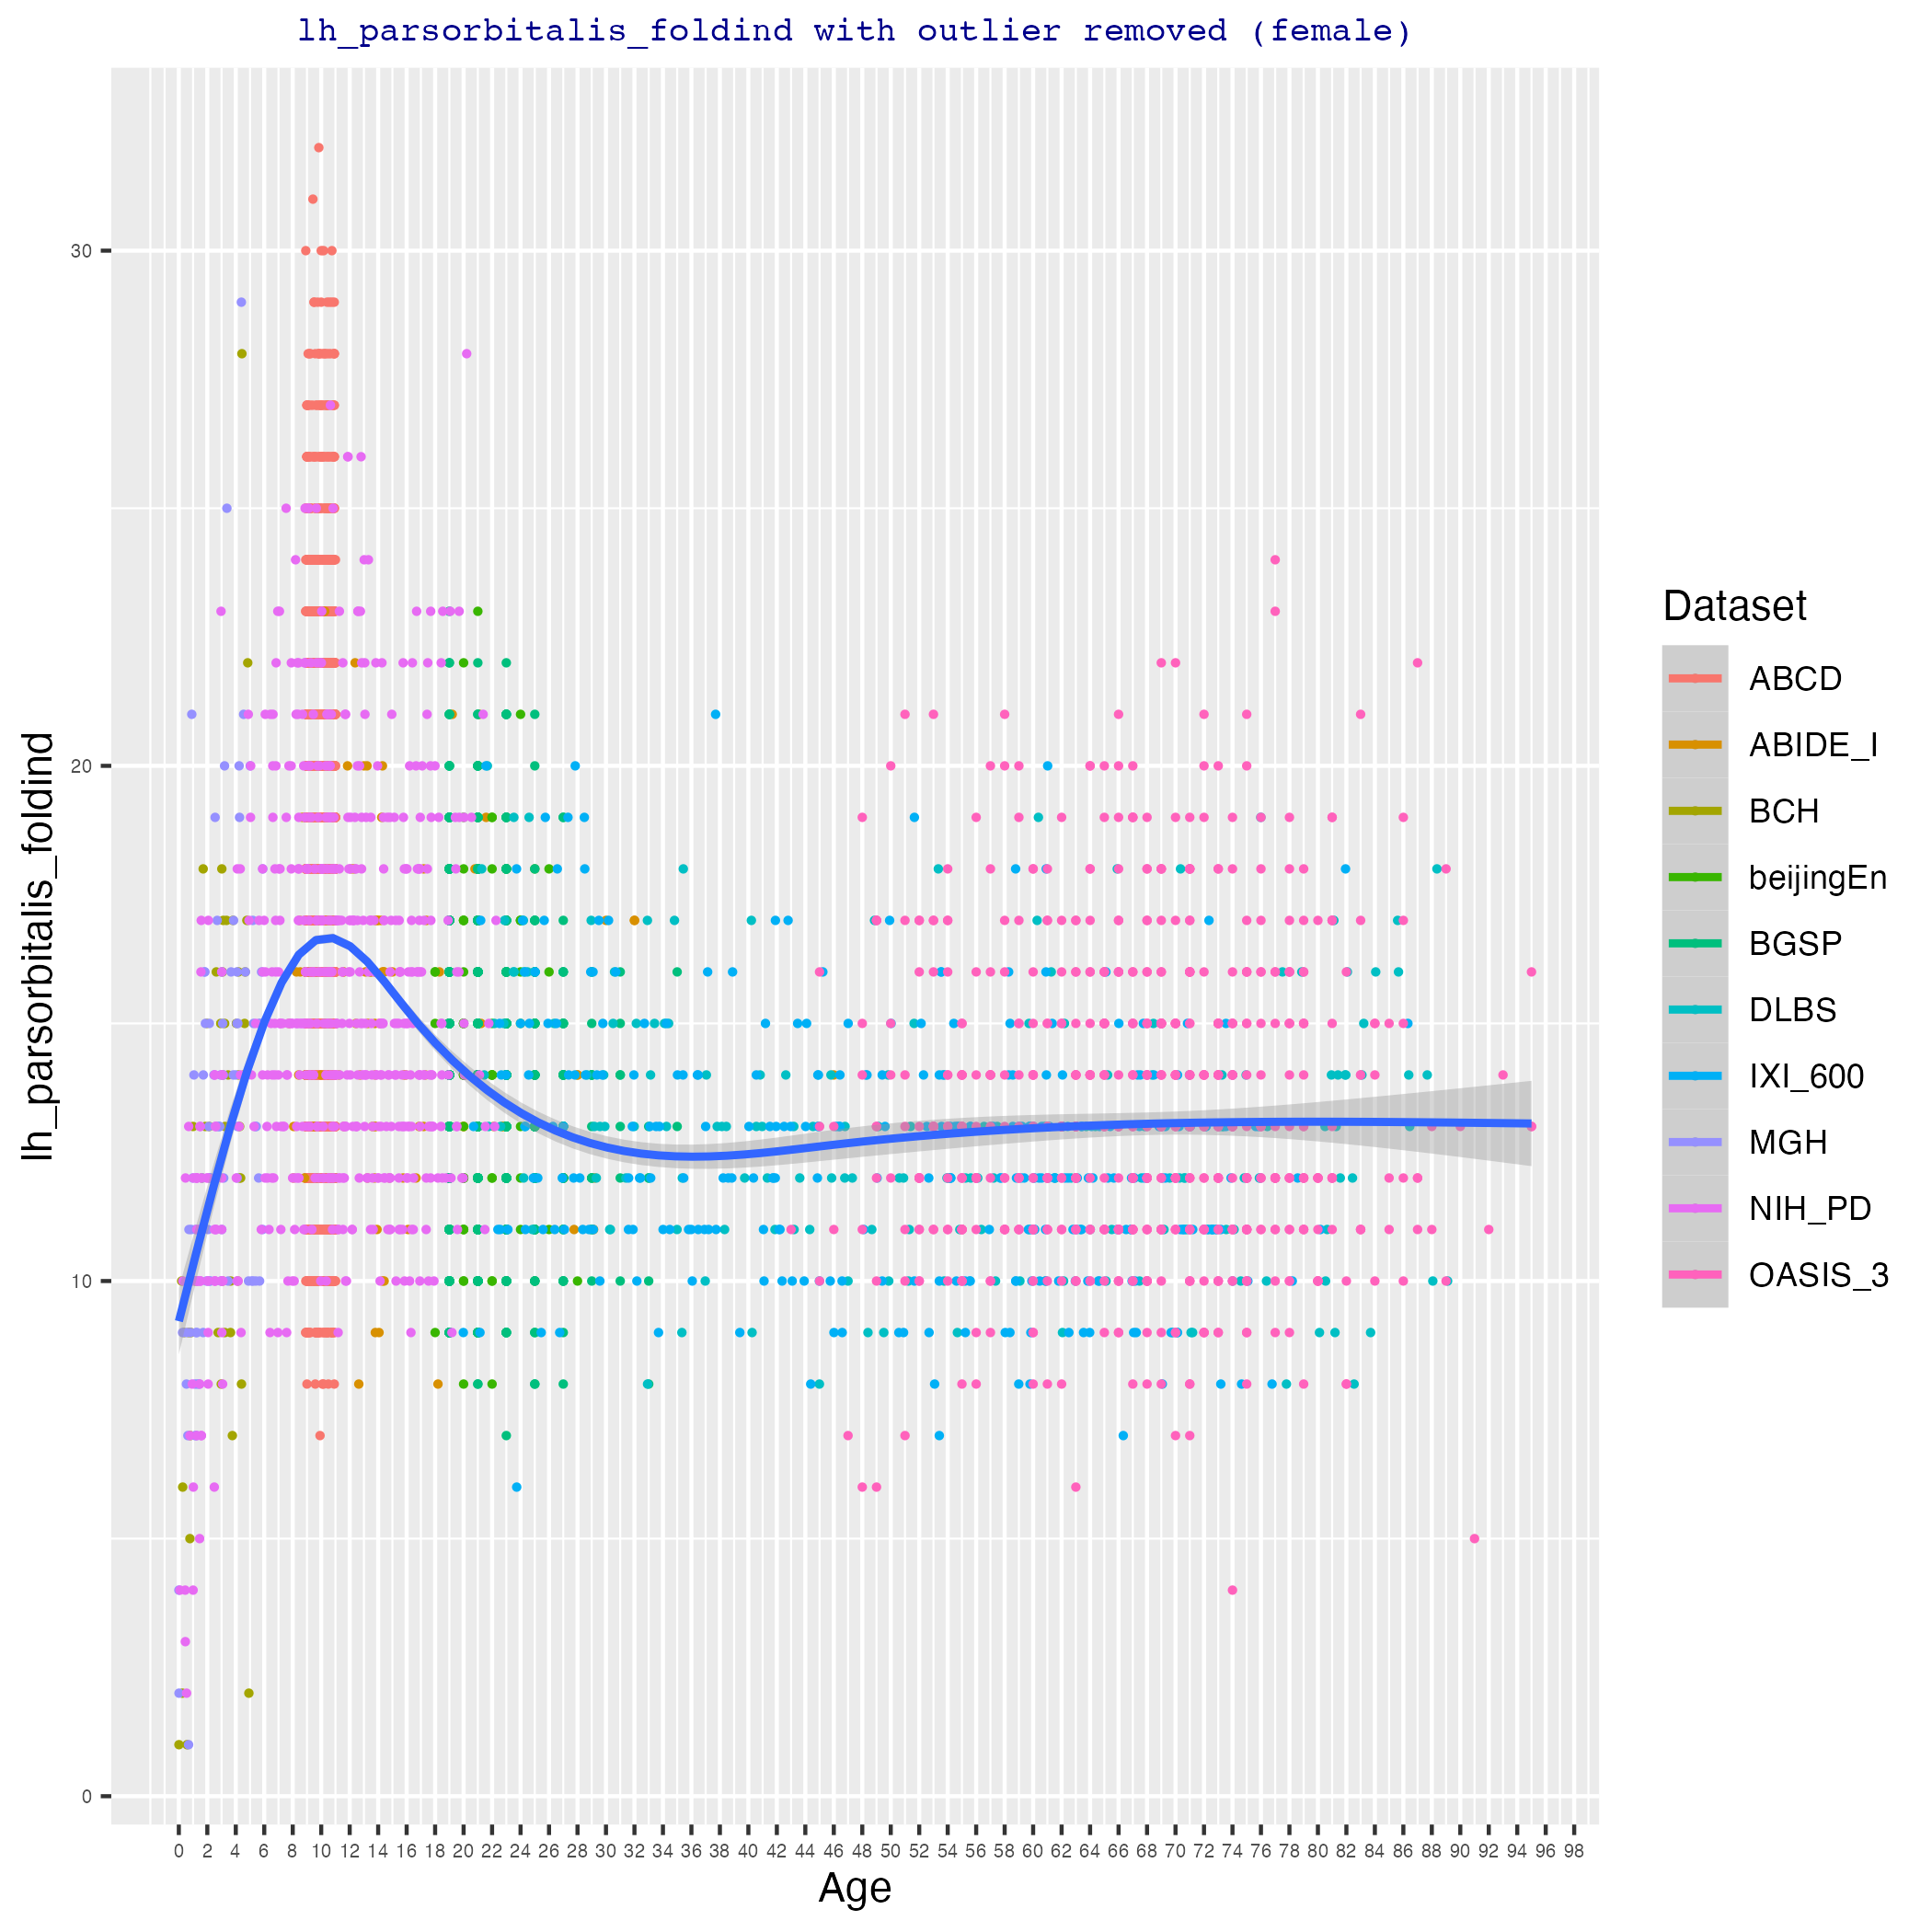 lh_parsorbitalis_foldind with outlier removed (female)
lh_parsorbitalis_foldind
30
20
10
0
0 2 4 6 8 10 12 14 16 18 20 22 24 26 28 30 32 34 36 38 40 42 44 46 48 50 52 54 56 58 60 62 64 66 68 70 72 74 76 78 80 82 84 86 88 90 92 94 96 98
Age
Dataset
ABCD
ABIDE_I
BCH
beijingEn
BGSP
DLBS
IXI_600
MGH
NIH_PD
OASIS_3